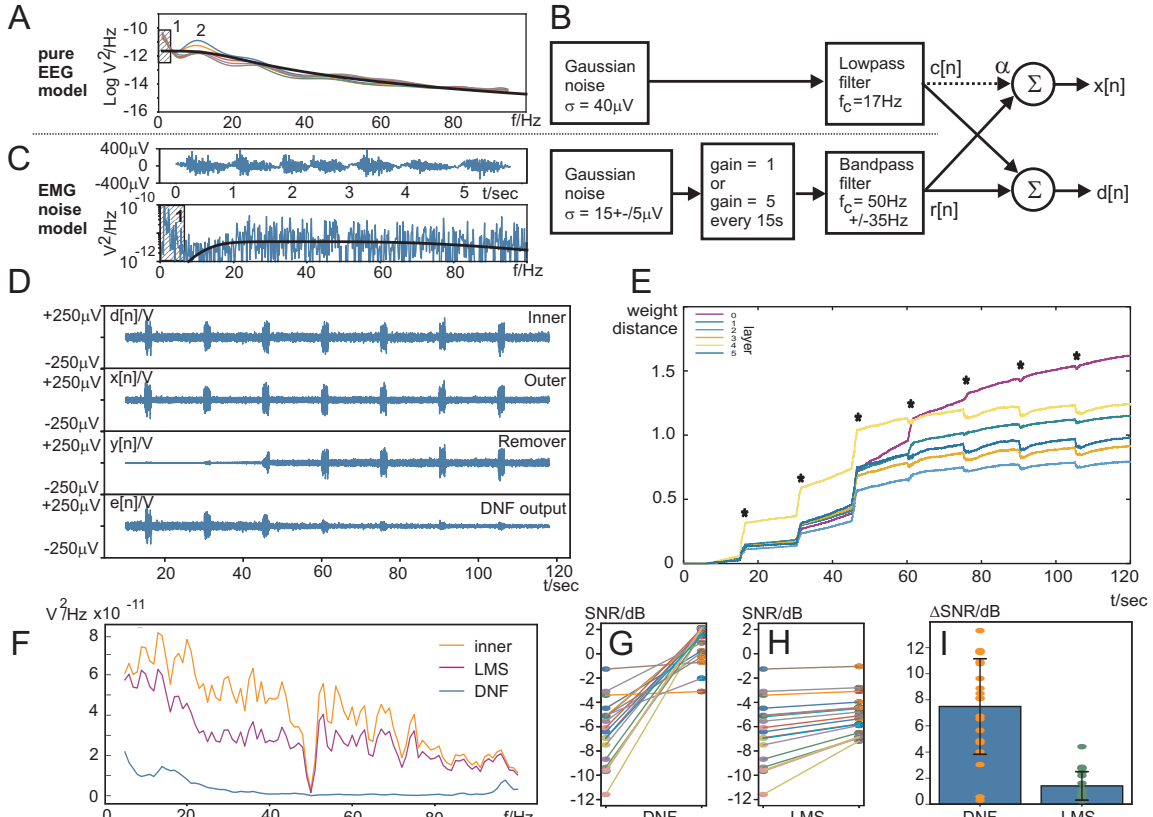 A
pure
EEG
model
Log V²/Hz
-10
-12
-14
-16
1
2
0
20
40
60
80
f/Hz
B
Gaussian
noise
σ = 40μV
Lowpass
filter
fc=17Hz
c[n]
α
Σ
x[n]
Gaussian
noise
σ = 15+-/5μV
gain = 1
or
gain = 5
every 15s
Bandpass
filter
fc = 50Hz
+/-35Hz
r[n]
Σ
d[n]
C
EMG
noise
model
400μV
0
-400μV
0
1
2
3
4
5
t/sec
V²/Hz
10-10
10-12
1
0
20
40
60
80
f/Hz
D
+250μV
-250μV
d[n]/V
Inner
+250μV
-250μV
x[n]/V
Outer
+250μV
-250μV
y[n]/V
Remover
+250μV
-250μV
e[n]/V
DNF output
0
20
40
60
80
100
120
t/sec
E
weight
distance
0
1
2
3
4
5
layer
1.5
1.0
0.5
0
* * * * * * *
0
20
40
60
80
100
120
t/sec
F
V²/Hz x10 -11
8
6
4
2
0
inner
LMS
DNF
20
40
60
80
f/Hz
G
SNR/dB
2
0
-2
-4
-6
-8
-10
-12
DNF
H
SNR/dB
2
0
-2
-4
-6
-8
-10
-12
LMS
I
ΔSNR/dB
12
10
8
6
4
2
0
DNF
LMS